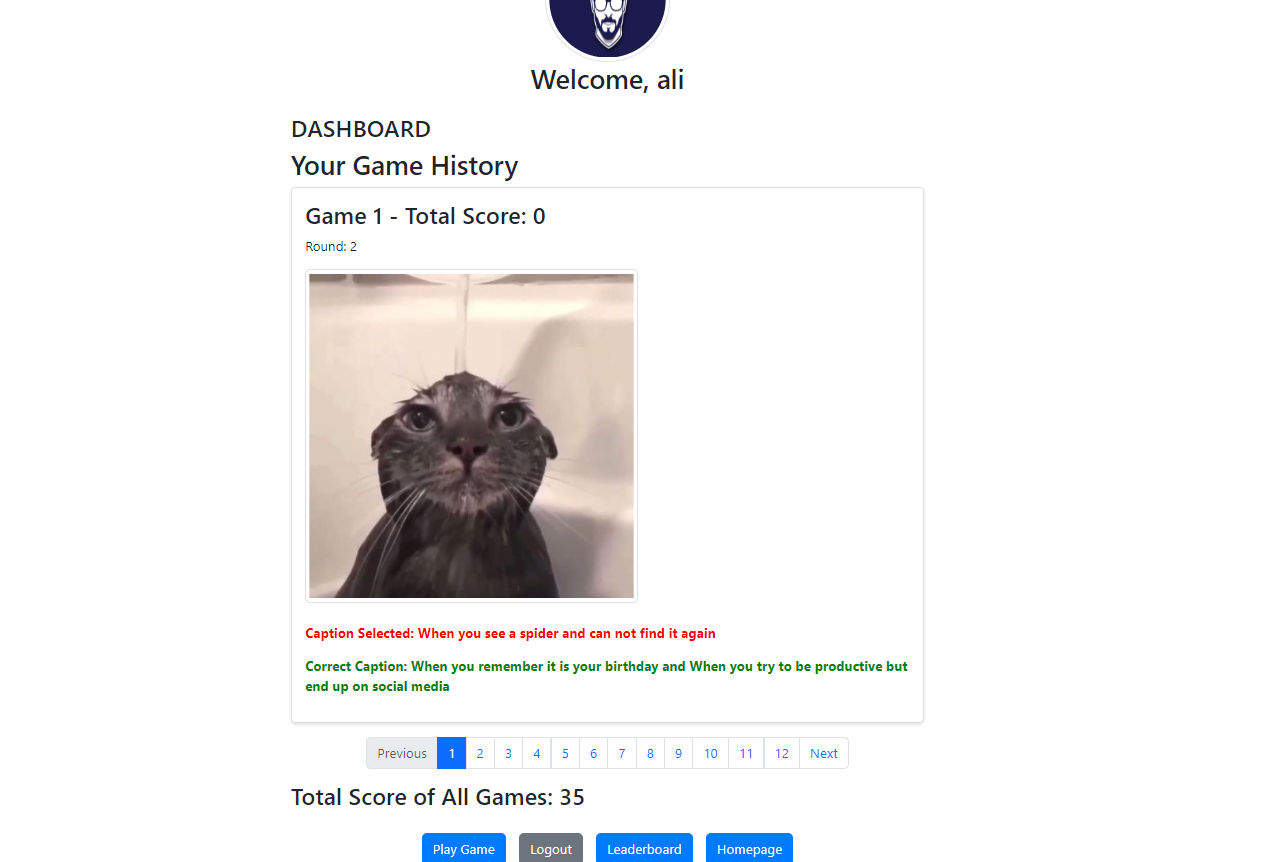 Welcome, ali
DASHBOARD
Your Game History
Game 1 - Total Score: 0
Round: 2
Caption Selected: When you see a spider and can not find it again
Correct Caption: When you remember it is your birthday and When you try to be productive but
end up on social media
Previous 1 2 3 4 5 6 7 8 9 10 11 12 Next
Total Score of All Games: 35
Play Game Logout Leaderboard Homepage